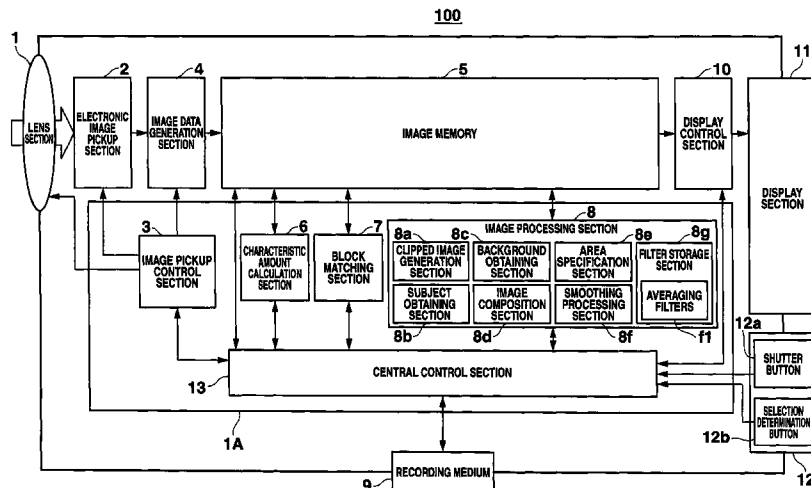 100
1
2
4
5
10
11
LENS SECTION
ELECTRONIC
IMAGE PICKUP
SECTION
IMAGE DATA
GENERATION
SECTION
IMAGE MEMORY
DISPLAY
CONTROL
SECTION
DISPLAY
SECTION
3
6
7
8
IMAGE PICKUP
CONTROL
SECTION
CHARACTERISTIC
AMOUNT
CALCULATION
SECTION
BLOCK
MATCHING
SECTION
IMAGE PROCESSING SECTION
8a
8c
8e
8g
CLIPPED IMAGE
GENERATION
SECTION
BACKGROUND
OBTAINING
SECTION
AREA
SPECIFICATION
SECTION
FILTER STORAGE
SECTION
SUBJECT
OBTAINING
SECTION
IMAGE
COMPOSITION
SECTION
SMOOTHING
PROCESSING
SECTION
AVERAGING
FILTERS
8b
8d
8f
f1
12a
SHUTTER
BUTTON
13
CENTRAL CONTROL SECTION
SELECTION
DETERMINATION
BUTTON
12b
1A
12
RECORDING MEDIUM
9